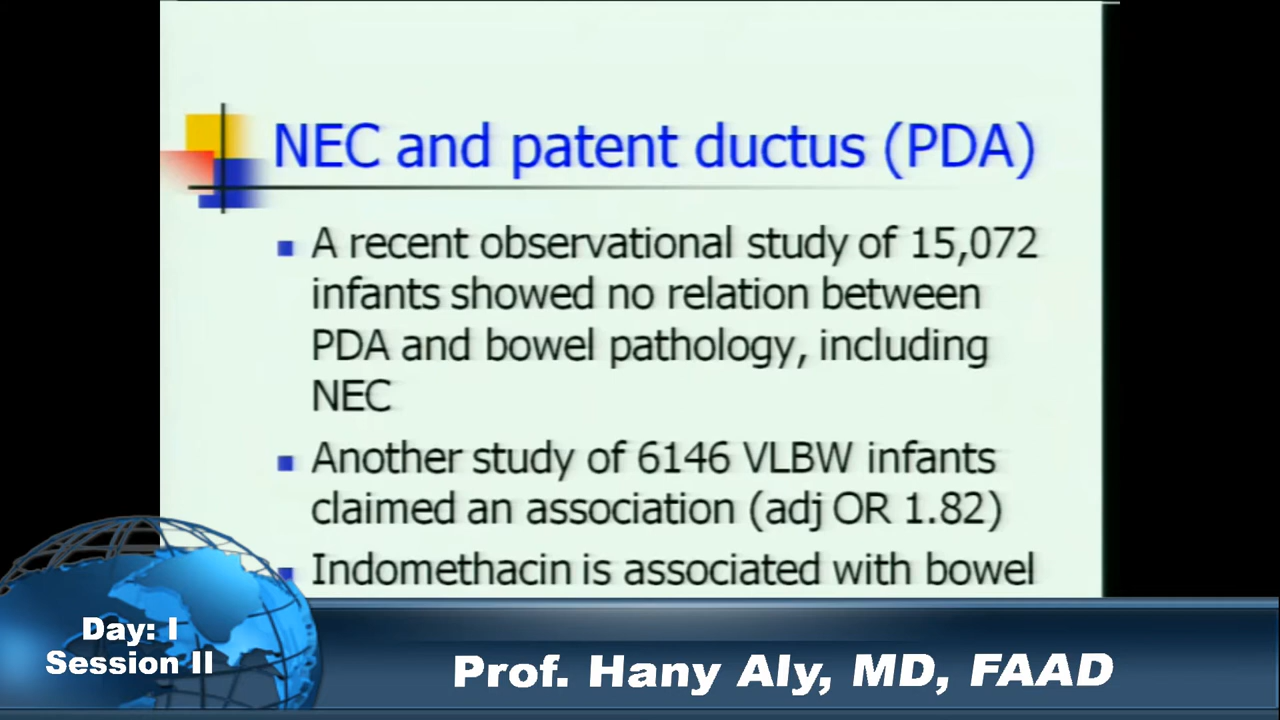 NEC and patent ductus (PDA)
A recent observational study of 15,072
infants showed no relation between
PDA and bowel pathology, including
NEC
Another study of 6146 VLBW infants
claimed an association (adj OR 1.82)
Indomethacin is associated with bowel
Day: I
Session II
Prof. Hany Aly, MD, FAAD